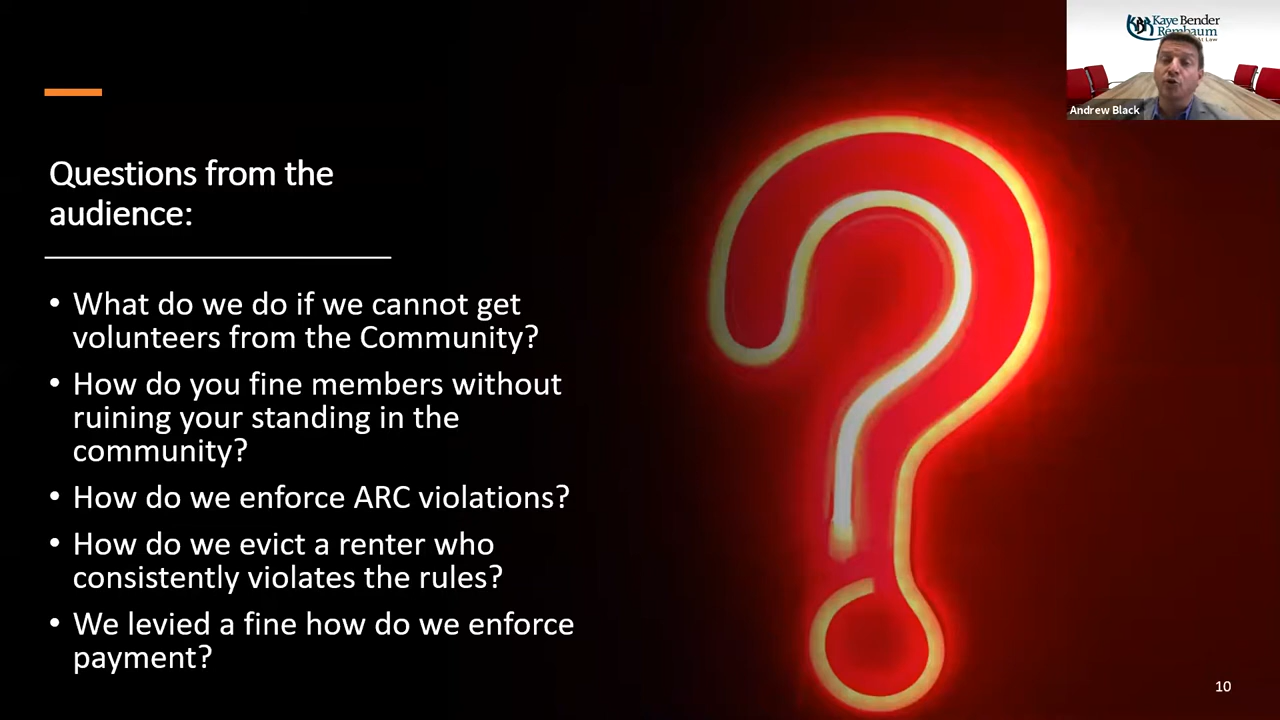 Kaye Bender
Rembaum
At Law
Andrew Black
Questions from the
audience:
• What do we do if we cannot get
volunteers from the Community?
• How do you fine members without
ruining your standing in the
community?
• How do we enforce ARC violations?
• How do we evict a renter who
consistently violates the rules?
• We levied a fine how do we enforce
payment?
10